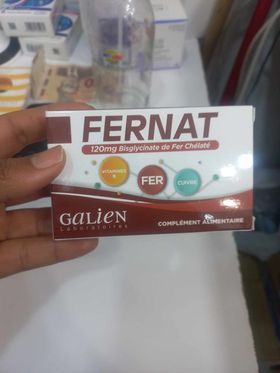 FERNAT
120mg Bisglycinate de Fer Chélaté
VITAMINES
B
FER
CUIVRE
GALIEN
Laboratoires
COMPLÉMENT ALIMENTAIRE